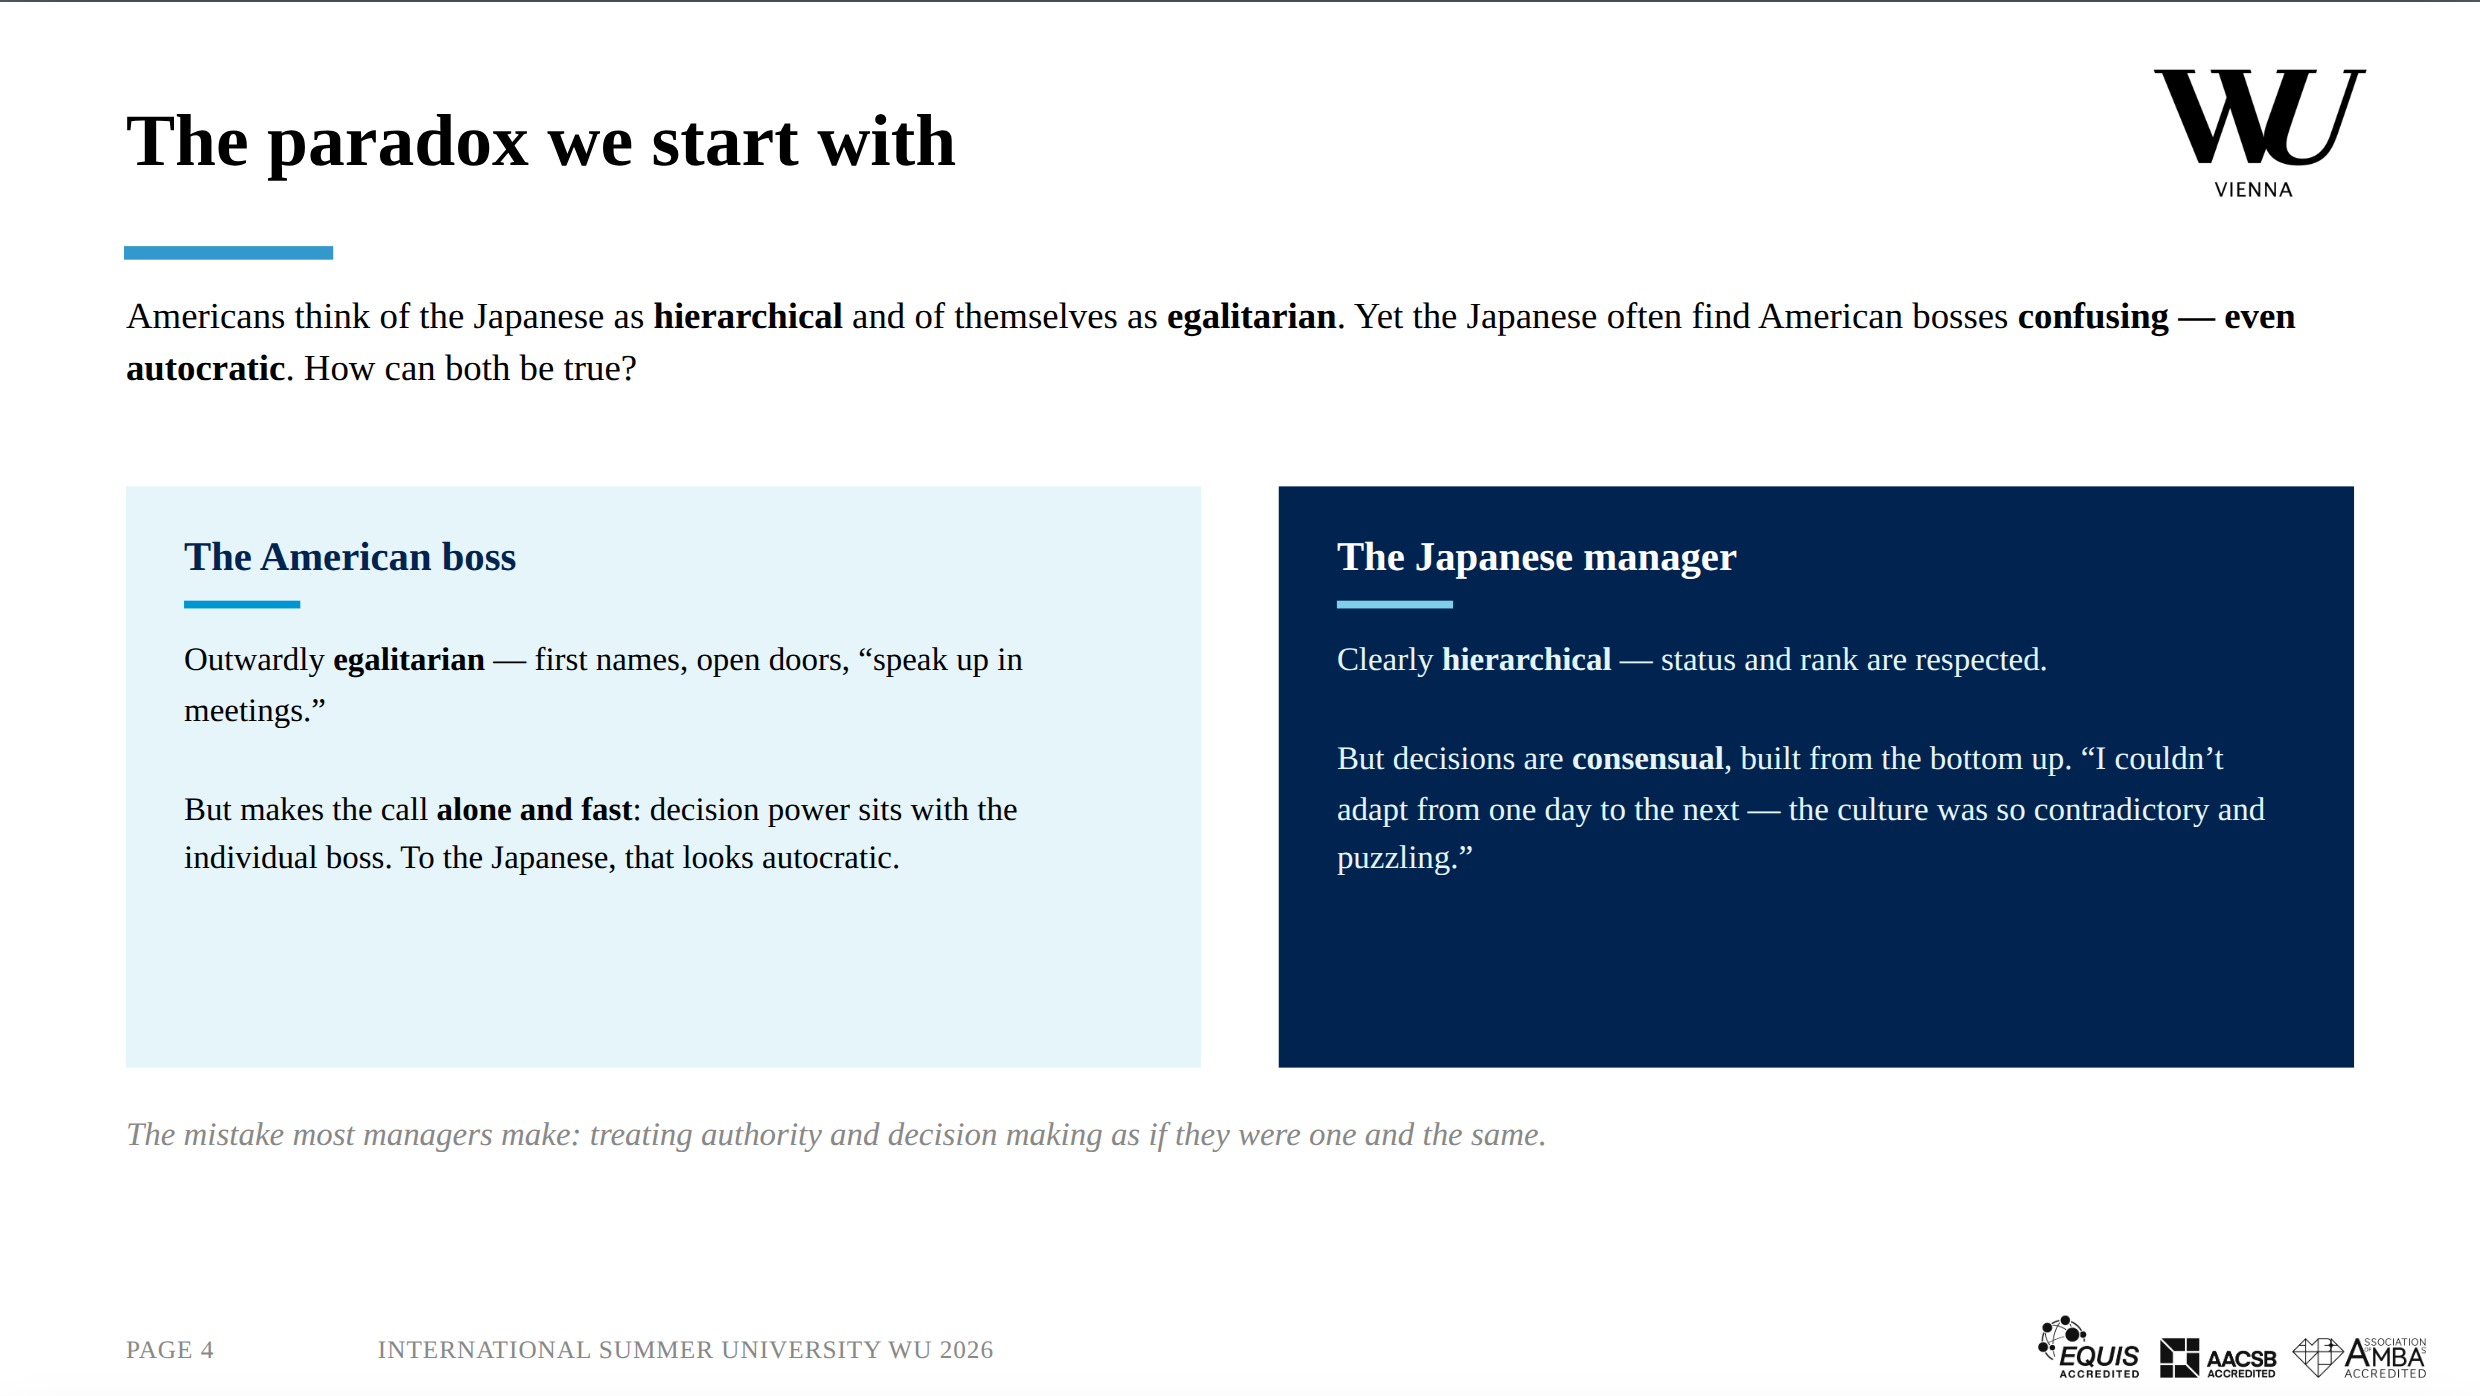 The paradox we start with
WU
VIENNA
Americans think of the Japanese as hierarchical and of themselves as egalitarian. Yet the Japanese often find American bosses confusing — even
autocratic. How can both be true?
The American boss
Outwardly egalitarian — first names, open doors, “speak up in
meetings.”
But makes the call alone and fast: decision power sits with the
individual boss. To the Japanese, that looks autocratic.
The Japanese manager
Clearly hierarchical — status and rank are respected.
But decisions are consensual, built from the bottom up. “I couldn’t
adapt from one day to the next — the culture was so contradictory and
puzzling.”
The mistake most managers make: treating authority and decision making as if they were one and the same.
PAGE 4
INTERNATIONAL SUMMER UNIVERSITY WU 2026
EQUIS
ACCREDITED
AACSB
ACCREDITED
ASSOCIATION
OF
AMBAS
ACCREDITED